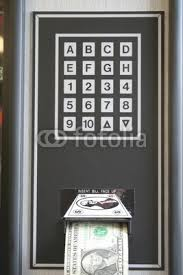 A B C D
E F G H
1 2 3 4
5 6 7 8
9 10 ▲ ▼
fotolia
INSERT BILL FACE UP